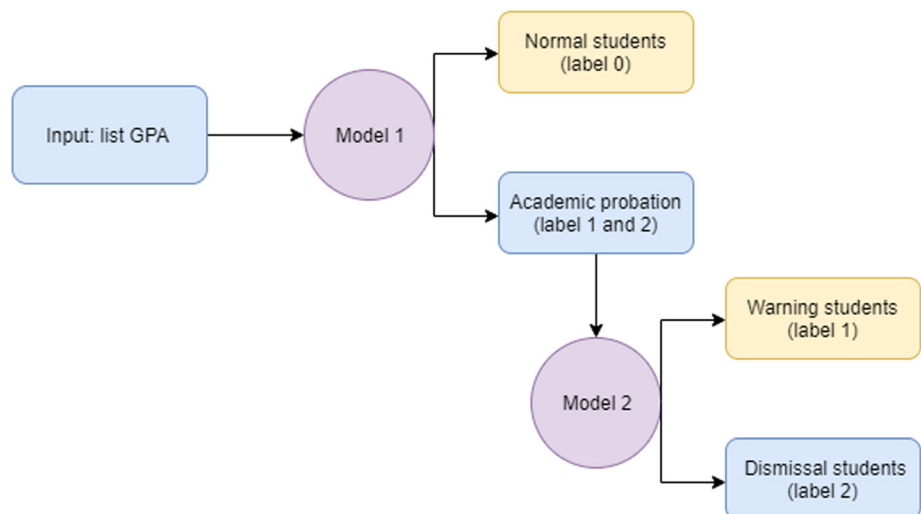 Normal students
(label 0)
Input: list GPA
Model 1
Academic probation
(label 1 and 2)
Warning students
(label 1)
Model 2
Dismissal students
(label 2)